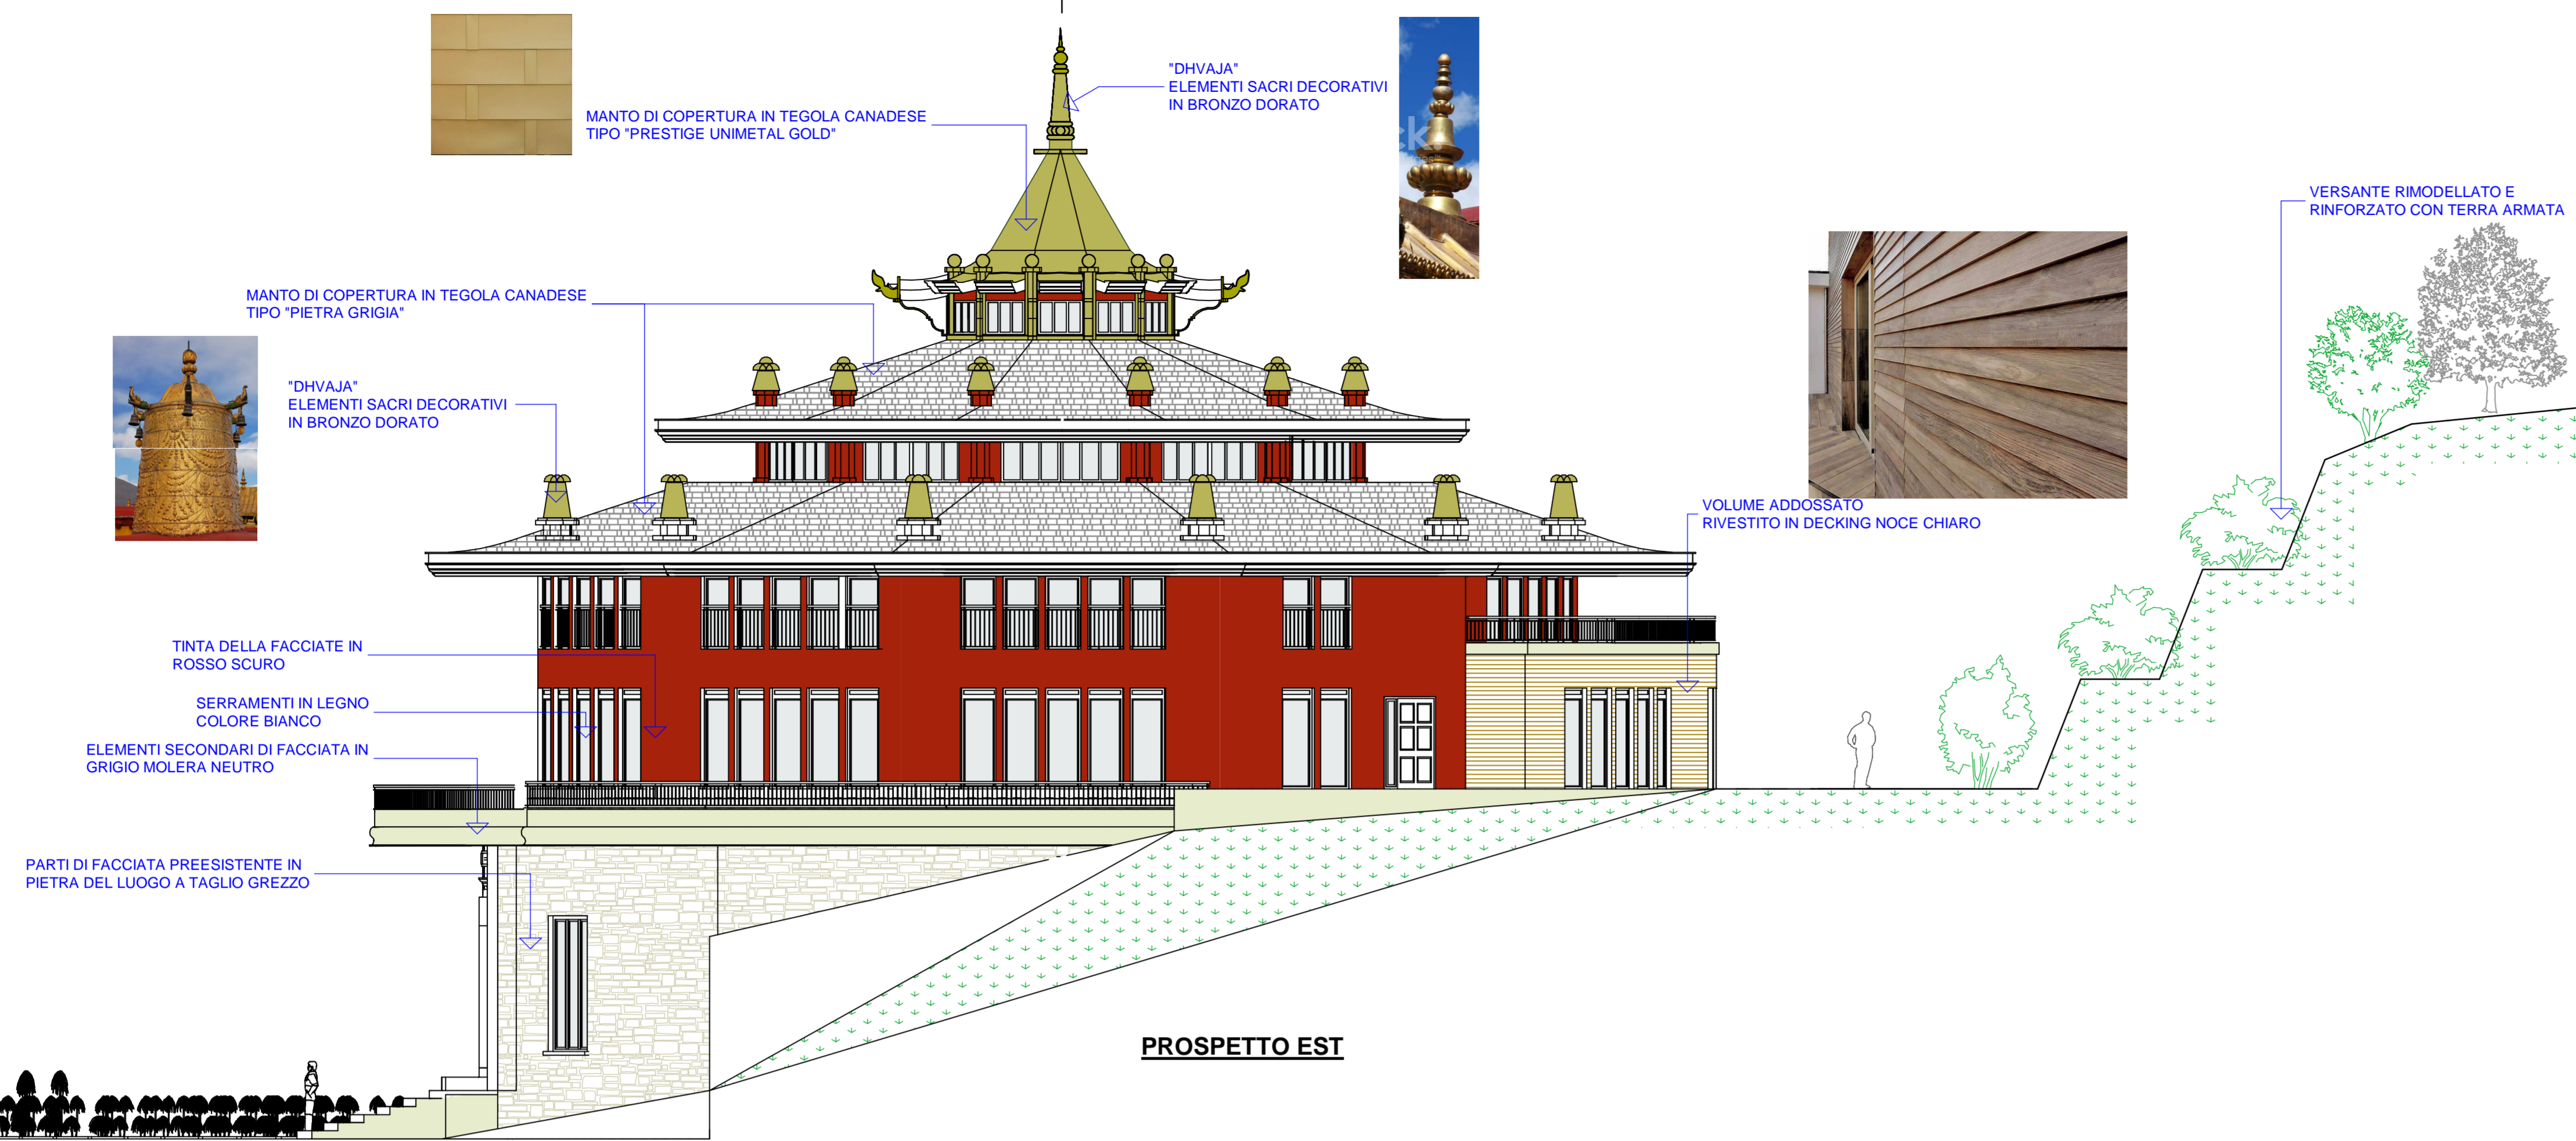 "DHVAJA"
ELEMENTI SACRI DECORATIVI
IN BRONZO DORATO
MANTO DI COPERTURA IN TEGOLA CANADESE
TIPO "PRESTIGE UNIMETAL GOLD"
VERSANTE RIMODELLATO E
RINFORZATO CON TERRA ARMATA
MANTO DI COPERTURA IN TEGOLA CANADESE
TIPO "PIETRA GRIGIA"
"DHVAJA"
ELEMENTI SACRI DECORATIVI
IN BRONZO DORATO
VOLUME ADDOSSATO
RIVESTITO IN DECKING NOCE CHIARO
TINTA DELLA FACCIATE IN
ROSSO SCURO
SERRAMENTI IN LEGNO
COLORE BIANCO
ELEMENTI SECONDARI DI FACCIATA IN
GRIGIO MOLERA NEUTRO
PARTI DI FACCIATA PREESISTENTE IN
PIETRA DEL LUOGO A TAGLIO GREZZO
PROSPETTO EST